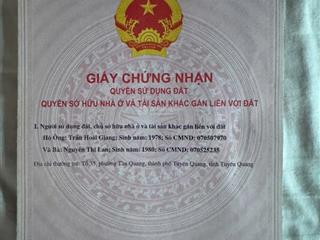 GIẤY CHỨNG NHẬN
QUYỀN SỬ DỤNG ĐẤT
QUYỀN SỞ HỮU NHÀ Ở VÀ TÀI SẢN KHÁC GẮN LIỀN VỚI ĐẤT
I. Người sử dụng đất, chủ sở hữu nhà ở và tài sản khác gắn liền với đất
Hộ Ông: Trần Hoài Giang; Sinh năm: 1978; Số CMND: 070507970
Và Bà: Nguyễn Thị Lan; Sinh năm: 1980; Số CMND: 070525235
Địa chỉ thường trú: Tổ 35, phường Tân Quang, thành phố Tuyên Quang, tỉnh Tuyên Quang